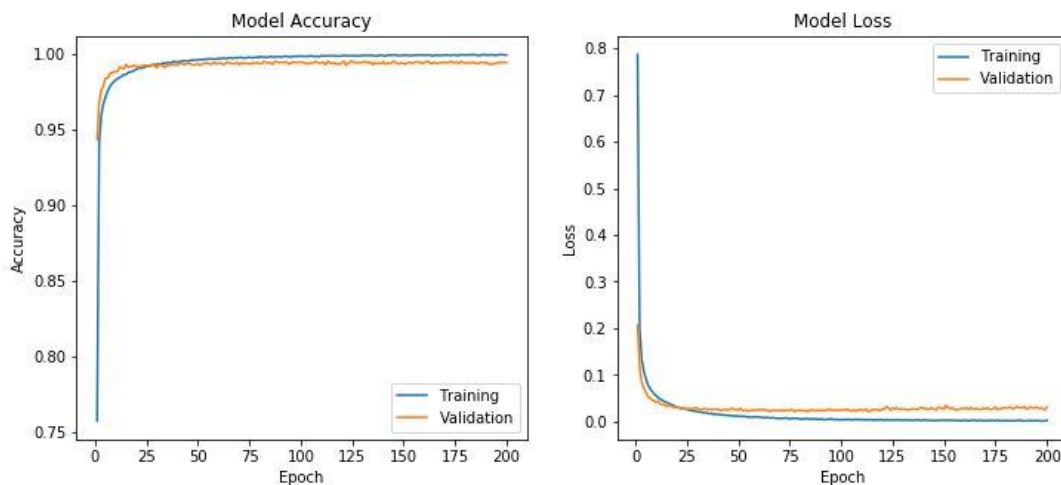 Model Accuracy
1.00
0.95
0.90
0.85
0.80
0.75
Accuracy
0 25 50 75 100 125 150 175 200
Epoch
Training
Validation
Model Loss
0.8
0.7
0.6
0.5
0.4
0.3
0.2
0.1
0.0
Loss
0 25 50 75 100 125 150 175 200
Epoch
Training
Validation